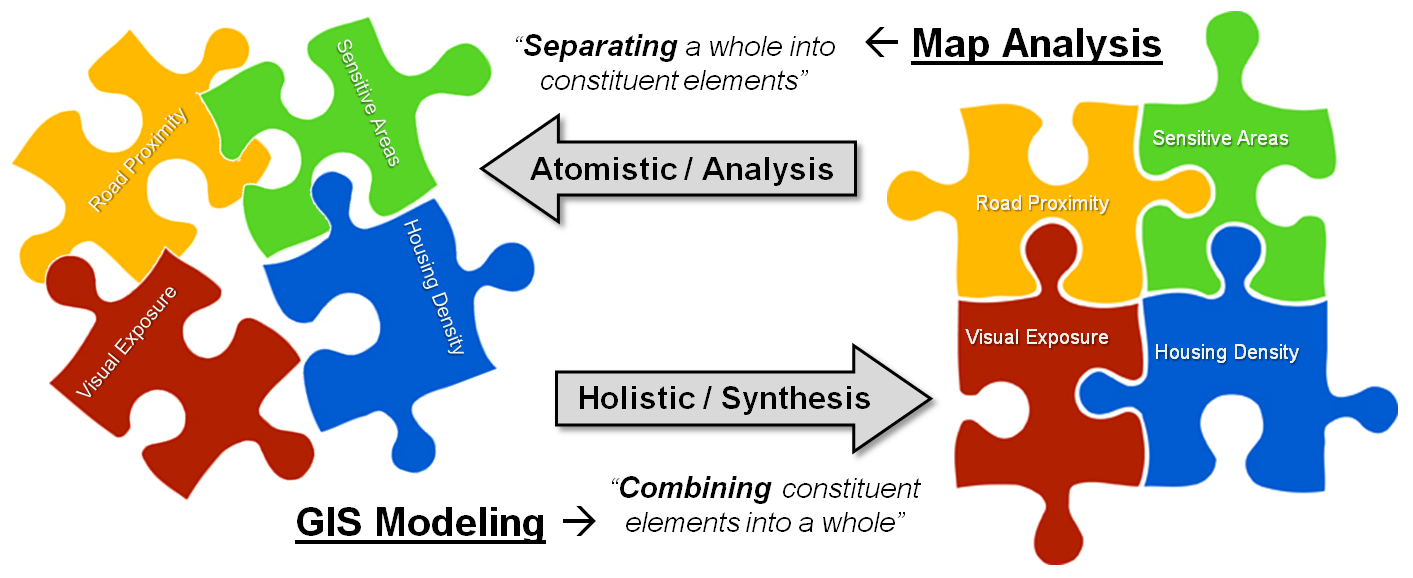 “Separating a whole into
constituent elements”
← Map Analysis
Atomistic / Analysis
Road Proximity
Sensitive Areas
Visual Exposure
Housing Density
Sensitive Areas
Road Proximity
Visual Exposure
Housing Density
Holistic / Synthesis
GIS Modeling →
“Combining constituent
elements into a whole”